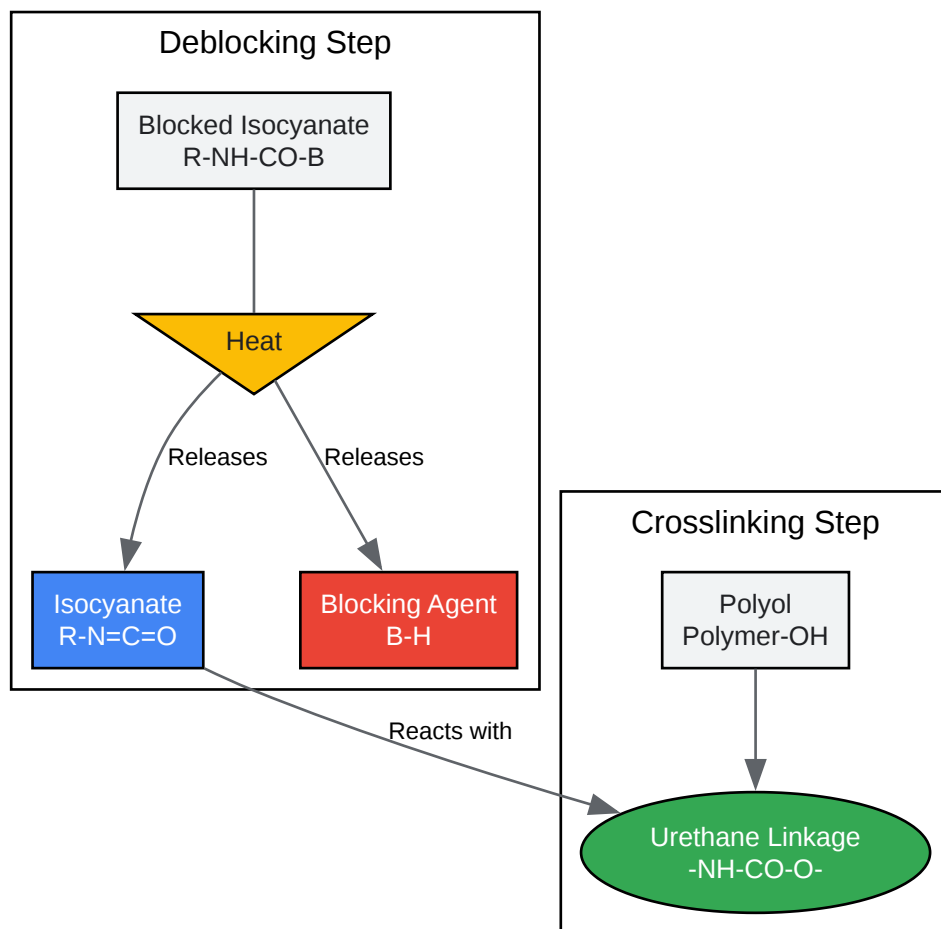 Deblocking Step
Blocked Isocyanate
R-NH-CO-B
Heat
Releases
Releases
Isocyanate
R-N=C=O
Blocking Agent
B-H
Reacts with
Crosslinking Step
Polyol
Polymer-OH
Urethane Linkage
-NH-CO-O-